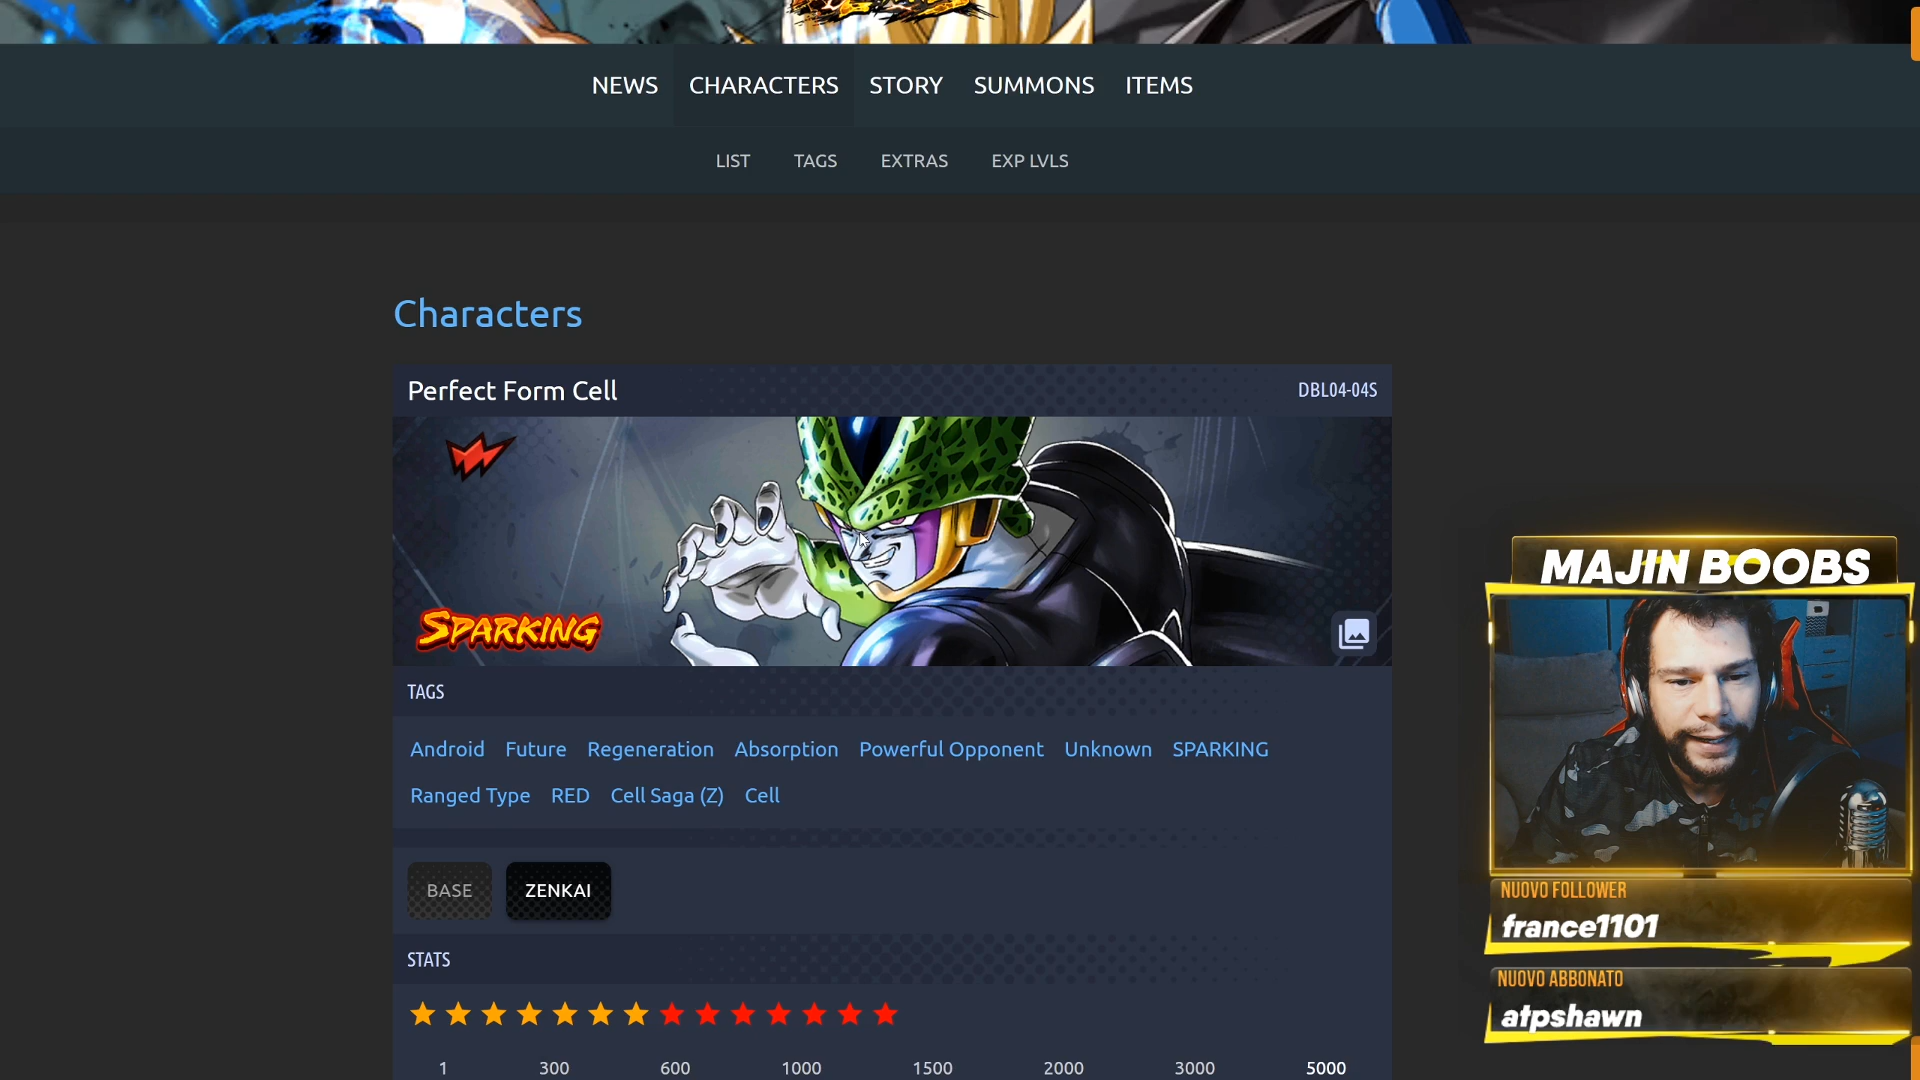 NEWS CHARACTERS STORY SUMMONS ITEMS
LIST TAGS EXTRAS EXP LVLS
Characters
Perfect Form Cell DBL04-04S
SPARKING
TAGS
Android Future Regeneration Absorption Powerful Opponent Unknown SPARKING
Ranged Type RED Cell Saga (Z) Cell
BASE ZENKAI
STATS
1 300 600 1000 1500 2000 3000 5000
MAJIN BOOBS
NUOVO FOLLOWER
france1101
NUOVO ABBONATO
atpshawn